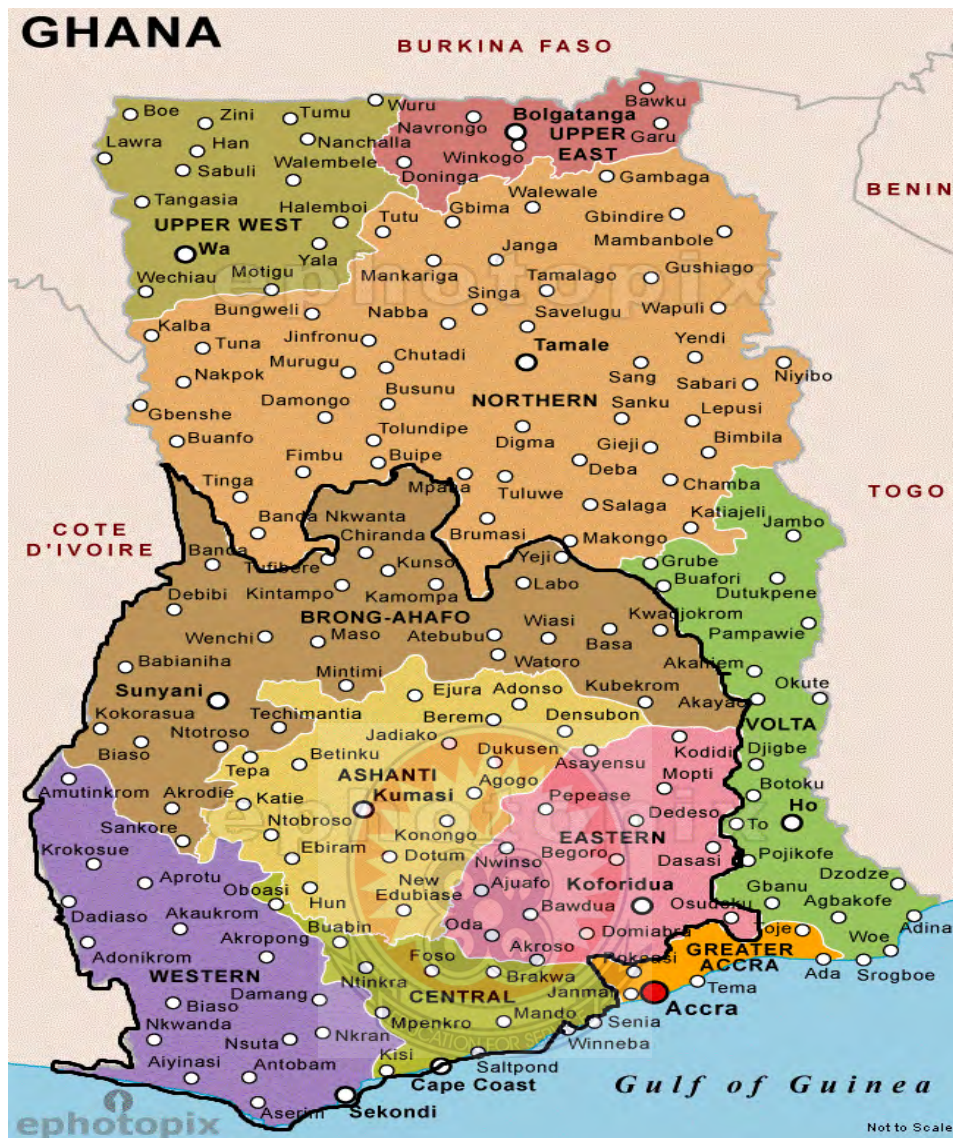 GHANA
BURKINA FASO
Boe
Zini
Tumu
Wuru
Bawku
Navrongo
Bolgatanga
Lawra
Han
Nanchalla
UPPER
EAST
Garu
Sabuli
Walembele
Winkogo
Doninga
Gambaga
BENIN
Tangasia
Halemboi
Tutu
Gbima
Walewale
Gbindire
UPPER WEST
Wa
Yala
Janga
Mambanbole
Wechiau
Motigu
Mankariga
Tamalago
Gushiago
ephotopix
Bungweli
Nabba
Singa
Savelugu
Wapuli
Kalba
Tuna
Jinfronu
Chutadi
Tamale
Yendi
Murugu
Nakpok
Busunu
Sang
Sabari
Niyibo
Damongo
NORTHERN
Sanku
Lepusi
Gbenshe
Buanfo
Tolundipe
Digma
Gieji
Bimbila
Fimbu
Buipe
Deba
Tinga
Mpaha
Tuluwe
Chamba
TOGO
Salaga
Katiajeli
COTE
D'IVOIRE
Banda
Nkwanta
Brumasi
Makongo
Jambo
Chiranda
Banda
Tufibere
Kunso
Yeji
Grube
Debibi
Kintampo
Kamompa
Labo
Buafori
Dutukpene
BRONG-AHAFO
Wiasi
Kwadjokrom
Wenchi
Maso
Atebubu
Basa
Pampawie
Babianiha
Mintimi
Watoro
Akaniem
Sunyani
Ejura
Adonso
Kubekrom
Okute
Kokorasua
Techimantia
Berem
Densubon
Akayao
VOLTA
Ntotroso
Jadiako
Biaso
Betinku
Dukusen
Asayensu
Kodidi
Djigbe
Tepa
ASHANTI
Kumasi
Agogo
Mopti
Botoku
Amutinkrom
Akrodie
Katie
Pepease
Dedeso
Ho
ephotopix
Sankore
Ntobroso
Konongo
EASTERN
To
Krokosue
Ebiram
Dotum
Nwinso
Begoro
Dasasi
Pojikofe
Aprotu
Oboasi
New
Edubiase
Ajuafo
Koforidua
Gbanu
Dzodze
Dadiaso
Akaukrom
Hun
Bawdua
Osudoku
Agbakofe
Buabin
Oda
Domiabra
oje
Adina
Adonikrom
Akropong
Foso
Akroso
GREATER
ACCRA
Woe
WESTERN
Ntinkra
Brakwa
Pokoasi
Ada
Srogboe
Biaso
Damang
CENTRAL
Janman
Tema
Nkwanda
Mpenkro
Mando
Senia
Accra
Nsuta
Nkran
Winneba
Aiyinasi
Antobam
Kisi
Saltpond
Cape Coast
Gulf of Guinea
Aserim
Sekondi
ephotopix
Not to Scale